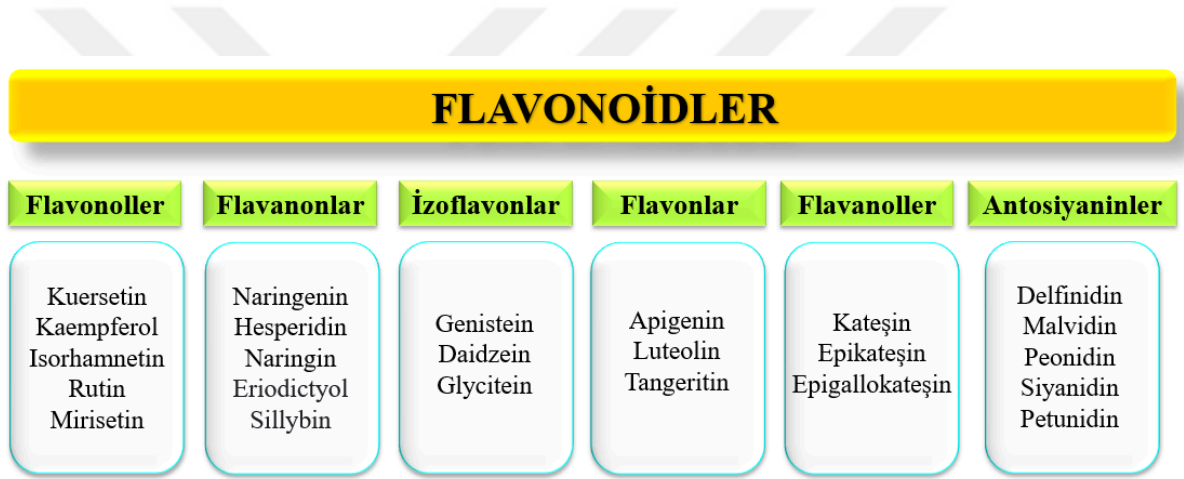 FLAVONOİDLER
Flavonoller
Kuersetin
Kaempferol
Isorhamnetin
Rutin
Mirisetin
Flavanonlar
Naringenin
Hesperidin
Naringin
Eriodictyol
Sillybin
İzoflavonlar
Genistein
Daidzein
Glycitein
Flavonlar
Apigenin
Luteolin
Tangeritin
Flavanoller
Kateşin
Epikateşin
Epigallokateşin
Antosiyaninler
Delfinidin
Malvidin
Peonidin
Siyanidin
Petunidin